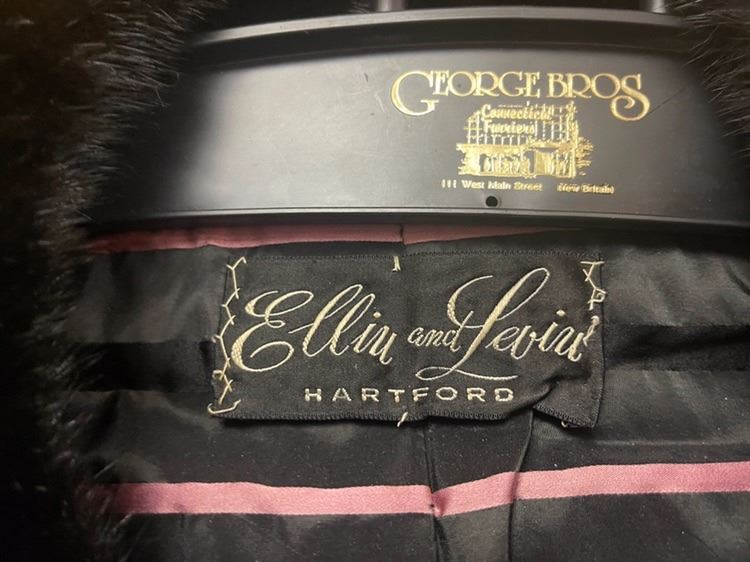 GEORGE BROS
Connecticut
Furriers
111 West Main Street New Britain
Ellin and Levin
HARTFORD